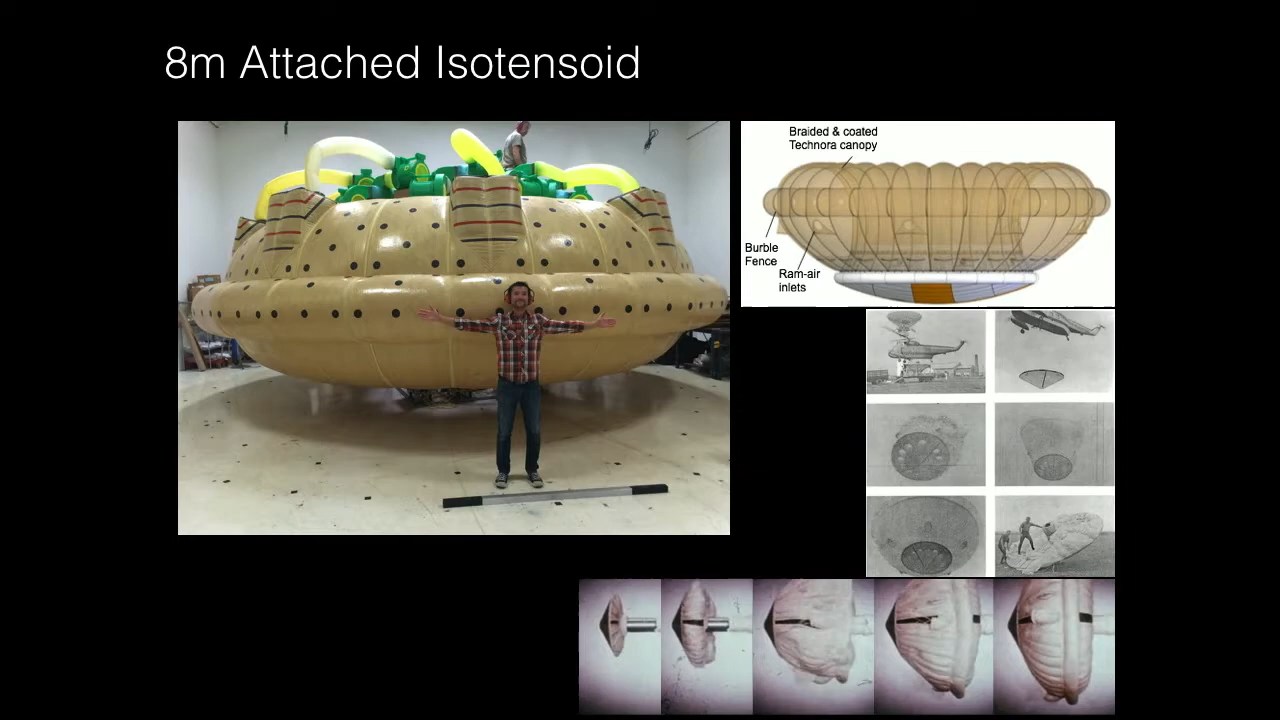 8m Attached Isotensoid
Braided & coated
Technora canopy
Burble
Fence
Ram-air
inlets